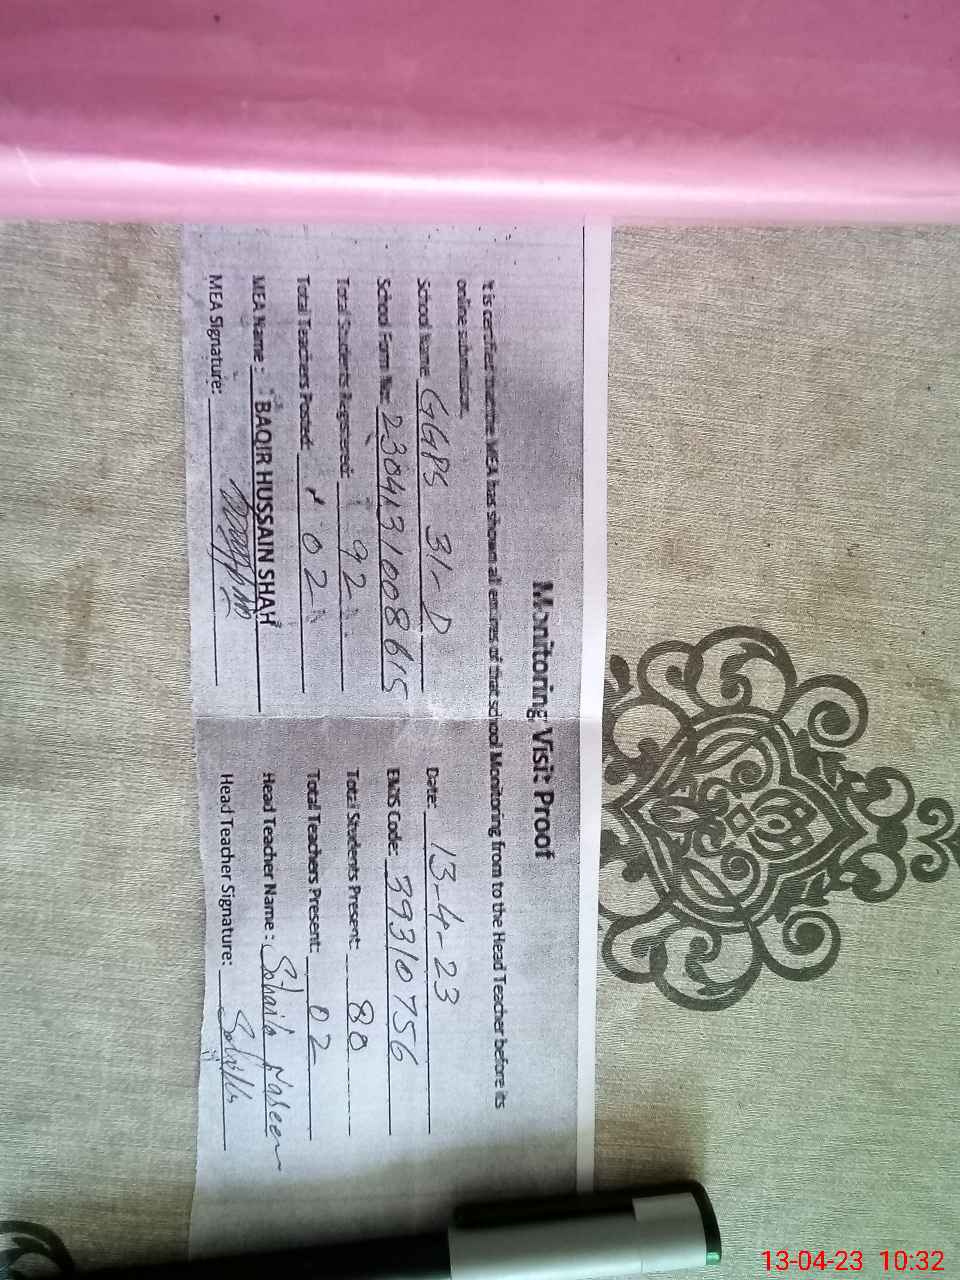 Monitoring Visit Proof
It is certified that the MEA has shown all entries of that school Monitoring from to the Head Teacher before its
online submission.
School Name: GGPS 31-D Date: 13-4-23
School Form No: EMIS Code: 39310756
Total Students Registered: 92 Total Students Present: 80
Total Teachers Posted: 02 Total Teachers Present: 02
MEA Name : BAQIR HUSSAIN SHAH Head Teacher Name : Sohaila Nasreen
MEA Signature: Head Teacher Signature: Sohaila
13-04-23 10:32